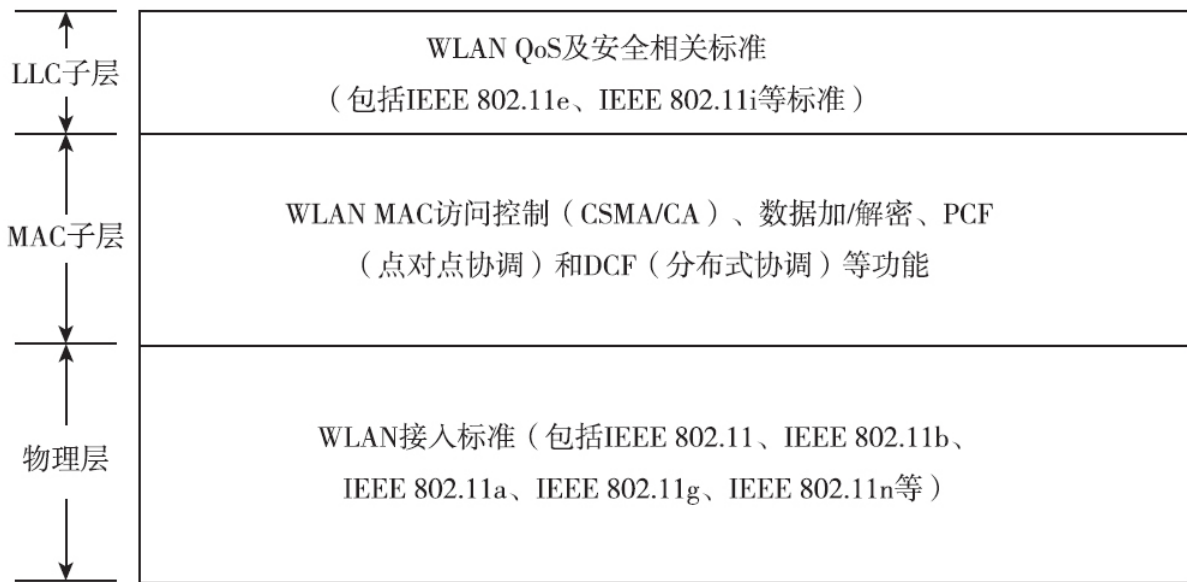 LLC子层
WLAN QoS及安全相关标准
（包括IEEE 802.11e、IEEE 802.11i等标准）
MAC子层
WLAN MAC访问控制（CSMA/CA）、数据加/解密、PCF
（点对点协调）和DCF（分布式协调）等功能
物理层
WLAN接入标准（包括IEEE 802.11、IEEE 802.11b、
IEEE 802.11a、IEEE 802.11g、IEEE 802.11n等）